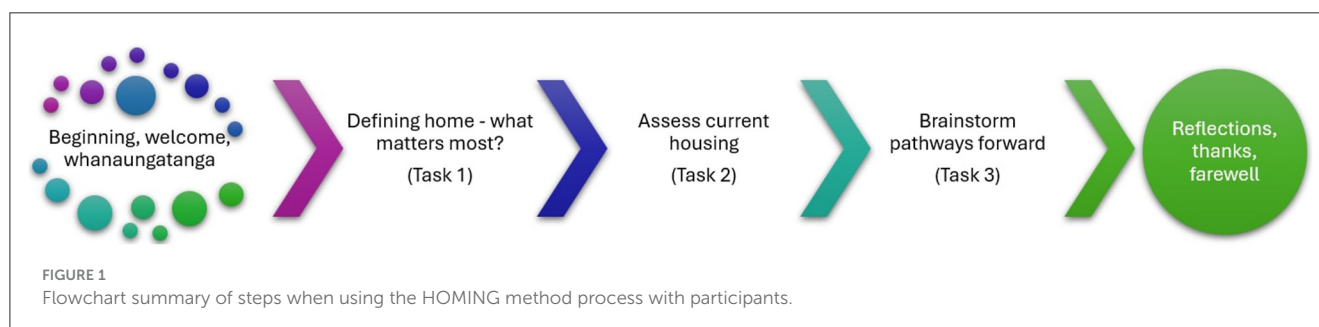 Beginning, welcome,
whanaungatanga
Defining home - what
matters most?
(Task 1)
Assess current
housing
(Task 2)
Brainstorm
pathways forward
(Task 3)
Reflections,
thanks,
farewell
FIGURE 1
Flowchart summary of steps when using the HOMING method process with participants.